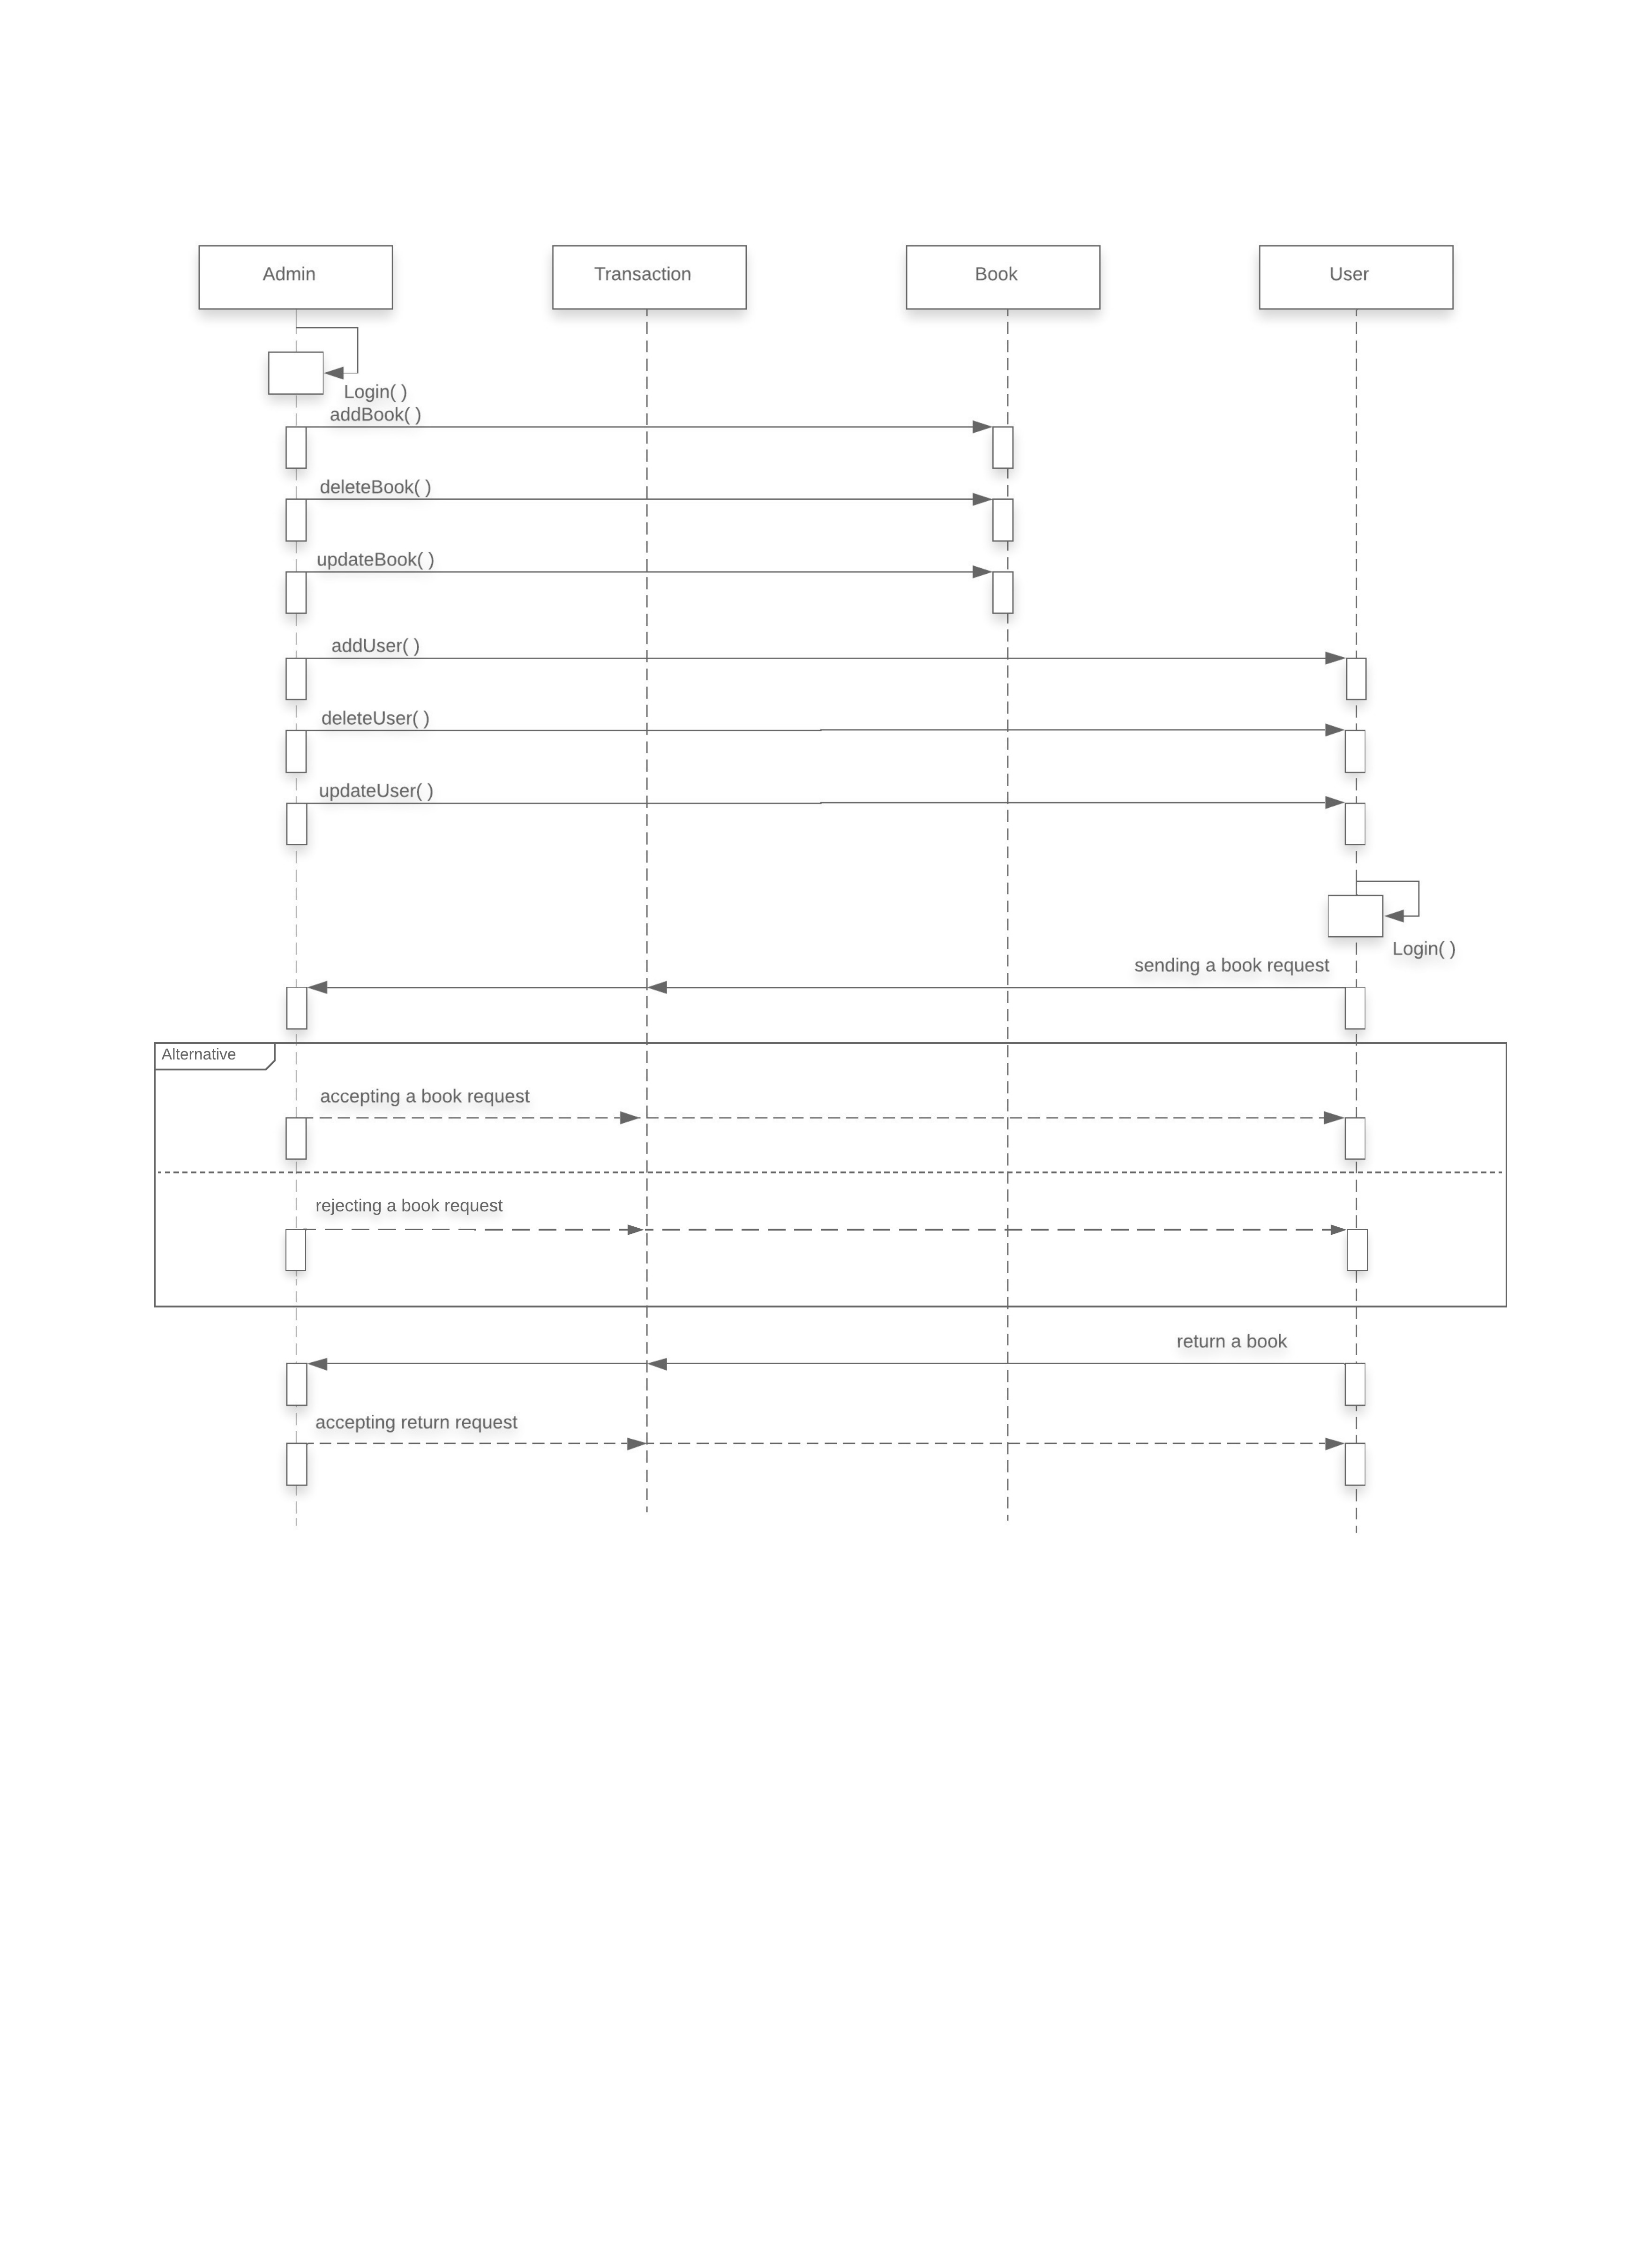 Admin
Transaction
Book
User
Login( )
addBook( )
deleteBook( )
updateBook( )
addUser( )
deleteUser( )
updateUser( )
Login( )
sending a book request
Alternative
accepting a book request
rejecting a book request
return a book
accepting return request